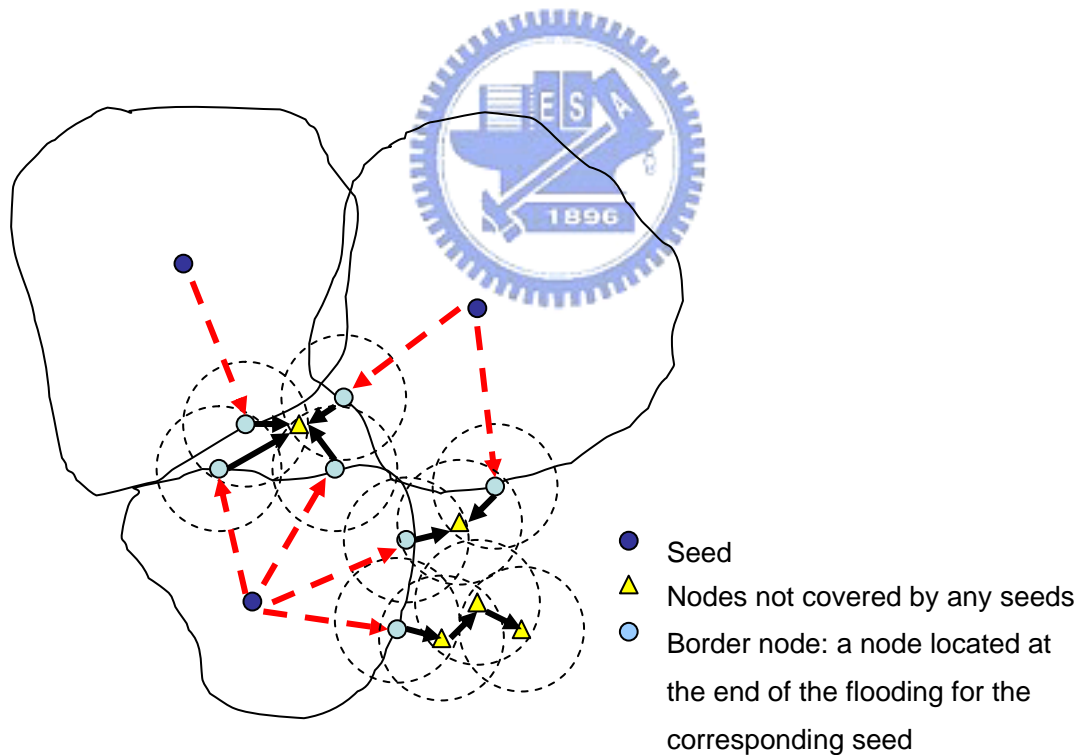 E S A
1896
Seed
Nodes not covered by any seeds
Border node: a node located at
the end of the flooding for the
corresponding seed